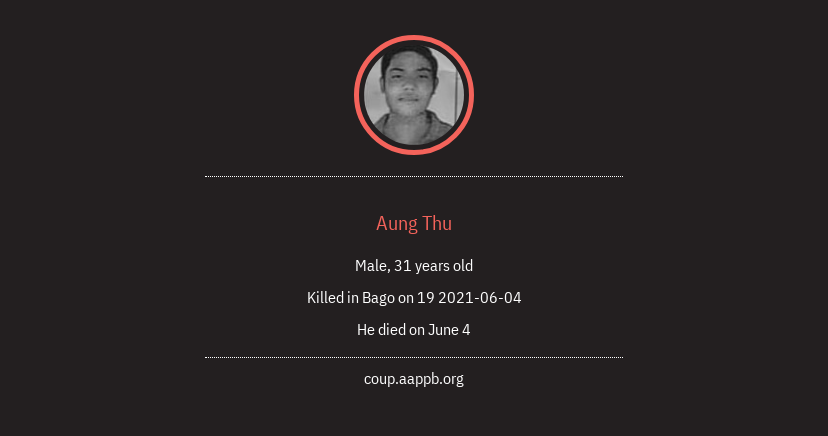 Aung Thu
Male, 31 years old
Killed in Bago on 19 2021-06-04
He died on June 4
coup.aappb.org